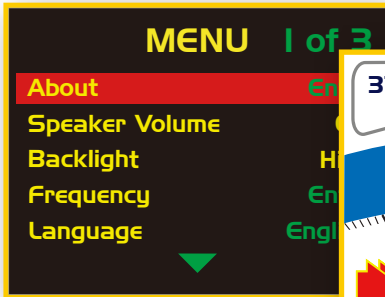 MENU 1 of 3
About
Speaker Volume
Backlight
Frequency
Language